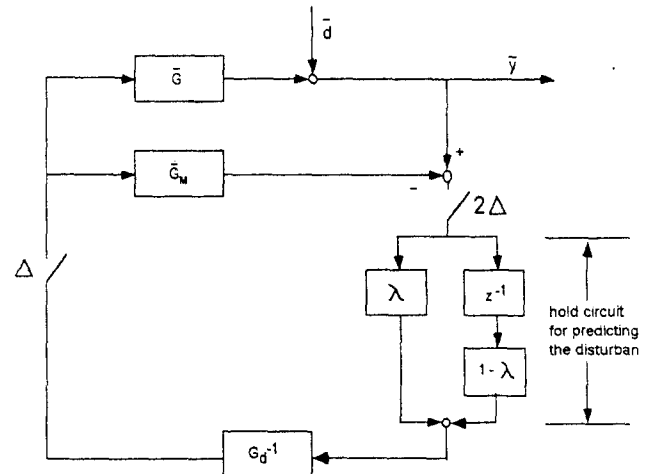 d̄
Ḡ
ȳ
+
Ḡ_M
-
2Δ
Δ
λ
z⁻¹
hold circuit
for predicting
the disturban
1 - λ
G_d⁻¹